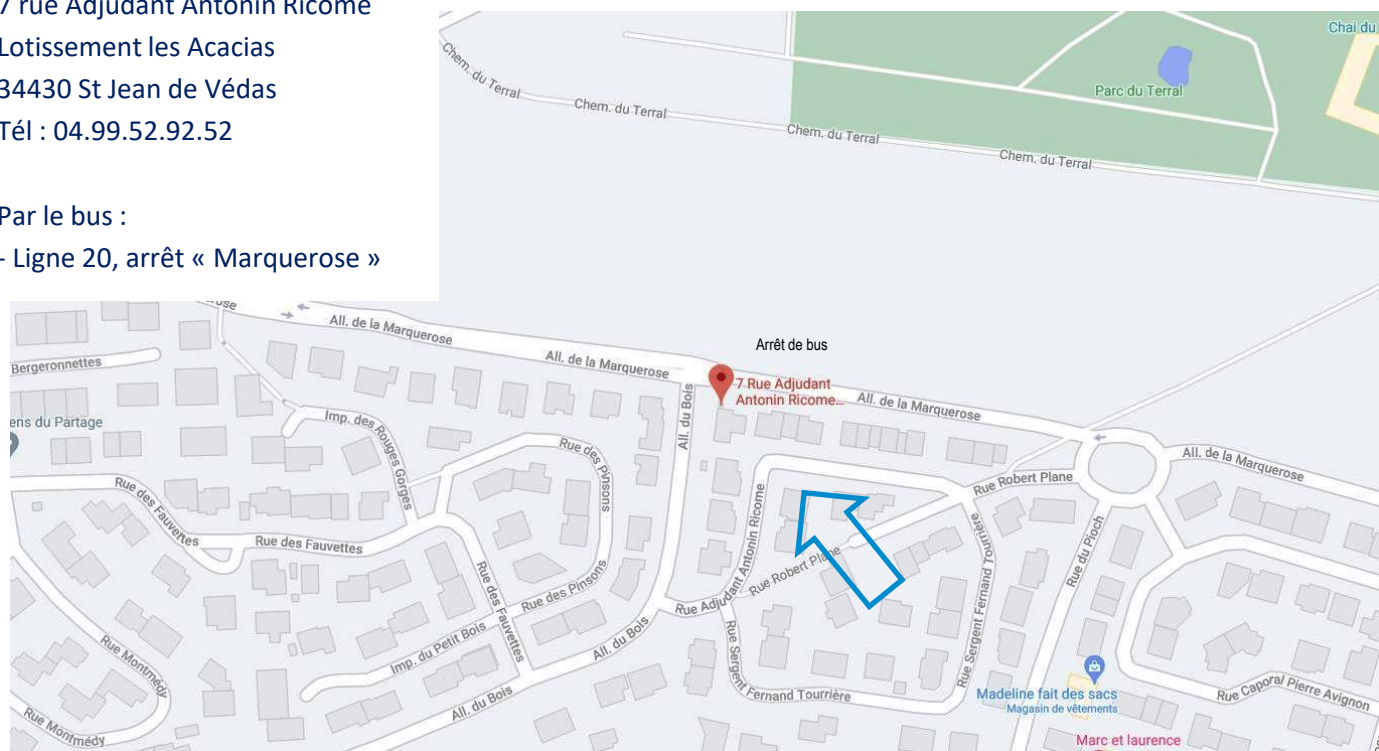 7 rue Adjudant Antonin Ricome
Lotissement les Acacias
34430 St Jean de Védas
Tél : 04.99.52.92.52
Par le bus :
- Ligne 20, arrêt « Marquerose »
Chai du
Parc du Terral
Chem. du Terral
Chem. du Terral
Chem. du Terral
Chem. du Terral
All. de la Marquerose
Arrêt de bus
All. de la Marquerose
7 Rue Adjudant
Antonin Ricome...
All. de la Marquerose
All. de la Marquerose
Bergeronnettes
ens du Partage
Imp. des Rouges Gorges
Rue des Pinsons
All. du Bois
Rue Robert Plane
Rue des Fauvettes
Rue des Fauvettes
Rue Adjudant Antonin Ricome
Rue Robert Plane
Rue Sergent Fernand Tourrière
Rue du Pioch
Rue des Fauvettes
Rue des Pinsons
Imp. du Petit Bois
All. du Bois
All. du Bois
Rue Sergent Fernand Tourrière
Rue Montmédy
Rue Montmédy
Madeline fait des sacs
Magasin de vêtements
Rue Caporal Pierre Avignon
Marc et laurence